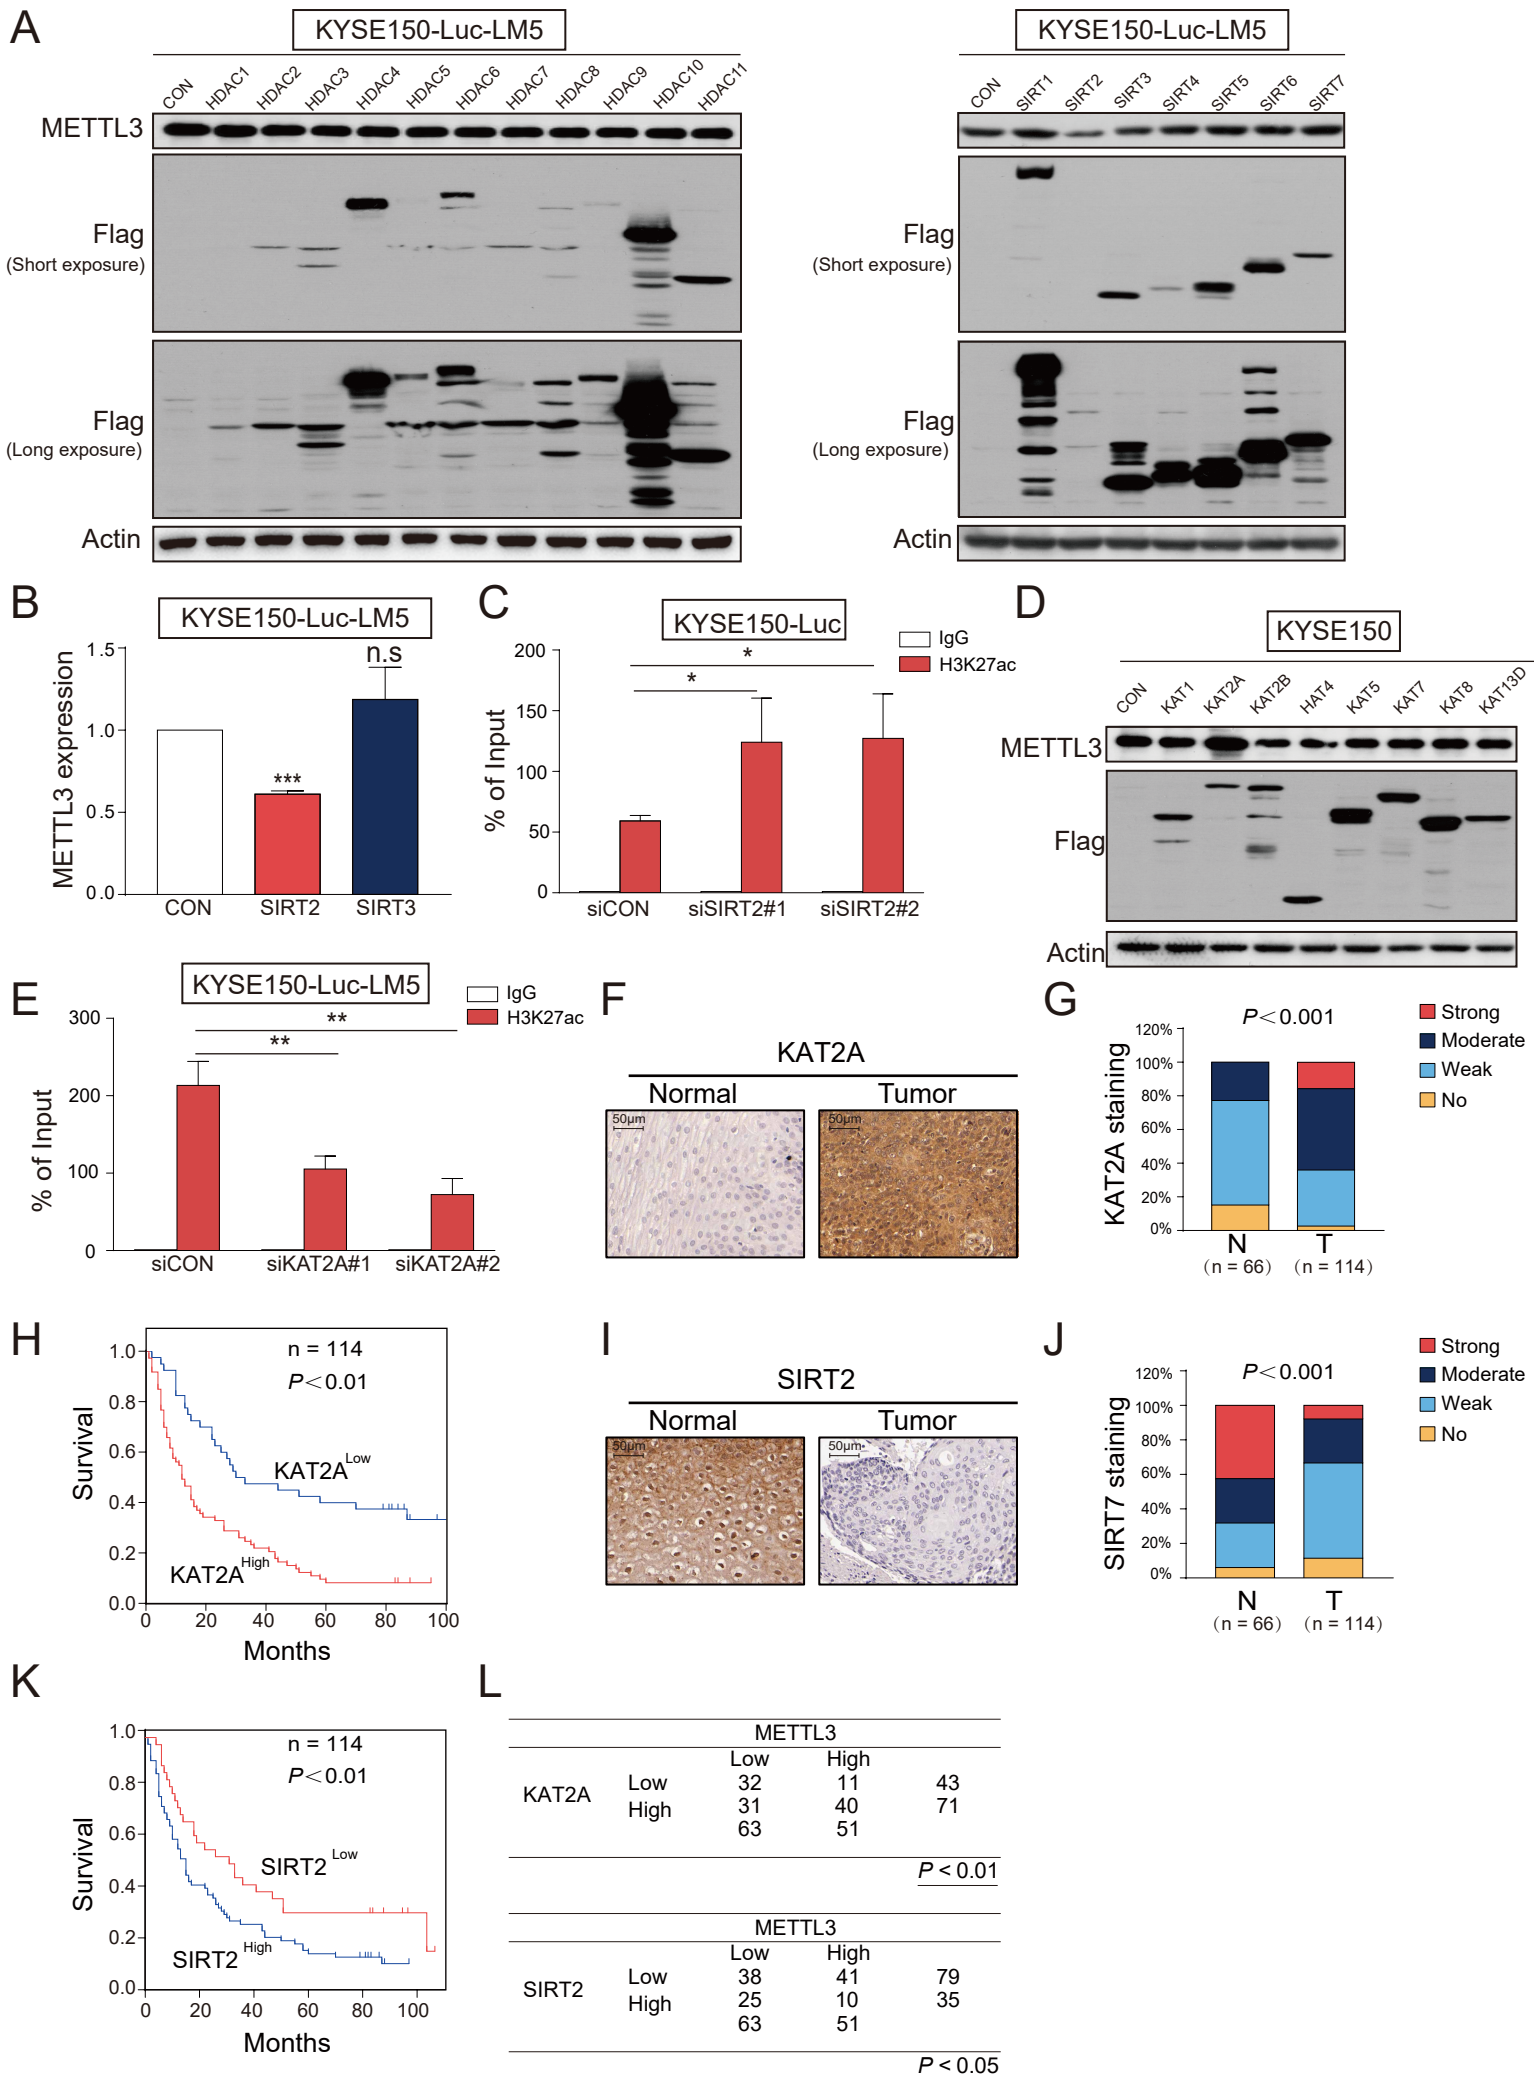 A
KYSE150-Luc-LM5
CON HDAC1 HDAC2 HDAC3 HDAC4 HDAC5 HDAC6 HDAC7 HDAC8 HDAC9 HDAC10 HDAC11
METTL3
Flag
(Short exposure)
Flag
(Long exposure)
Actin
KYSE150-Luc-LM5
CON SIRT1 SIRT2 SIRT3 SIRT4 SIRT5 SIRT6 SIRT7
Flag
(Short exposure)
Flag
(Long exposure)
Actin
B
KYSE150-Luc-LM5
METTL3 expression
1.5
1.0
0.5
0.0
***
n.s
CON SIRT2 SIRT3
C
KYSE150-Luc
IgG
H3K27ac
% of Input
200
150
100
50
0
*
*
siCON siSIRT2#1 siSIRT2#2
D
KYSE150
CON KAT1 KAT2A KAT2B HAT4 KAT5 KAT7 KAT8 KAT13D
METTL3
Flag
Actin
E
KYSE150-Luc-LM5
IgG
H3K27ac
% of Input
300
200
100
0
**
**
siCON siKAT2A#1 siKAT2A#2
F
KAT2A
Normal Tumor
50μm 50μm
G
P<0.001
Strong
Moderate
Weak
No
KAT2A staining
120%
100%
80%
60%
40%
20%
0%
N T
(n = 66) (n = 114)
H
n = 114
P<0.01
Survival
1.0
0.8
0.6
0.4
0.2
0.0
KAT2A Low
KAT2A High
0 20 40 60 80 100
Months
I
SIRT2
Normal Tumor
50μm 50μm
J
P<0.001
Strong
Moderate
Weak
No
SIRT7 staining
120%
100%
80%
60%
40%
20%
0%
N T
(n = 66) (n = 114)
K
n = 114
P<0.01
Survival
1.0
0.8
0.6
0.4
0.2
0.0
SIRT2 Low
SIRT2 High
0 20 40 60 80 100
Months
L
METTL3
Low High
KAT2A Low 32 11 43
High 31 40 71
63 51
P < 0.01
METTL3
Low High
SIRT2 Low 38 41 79
High 25 10 35
63 51
P < 0.05